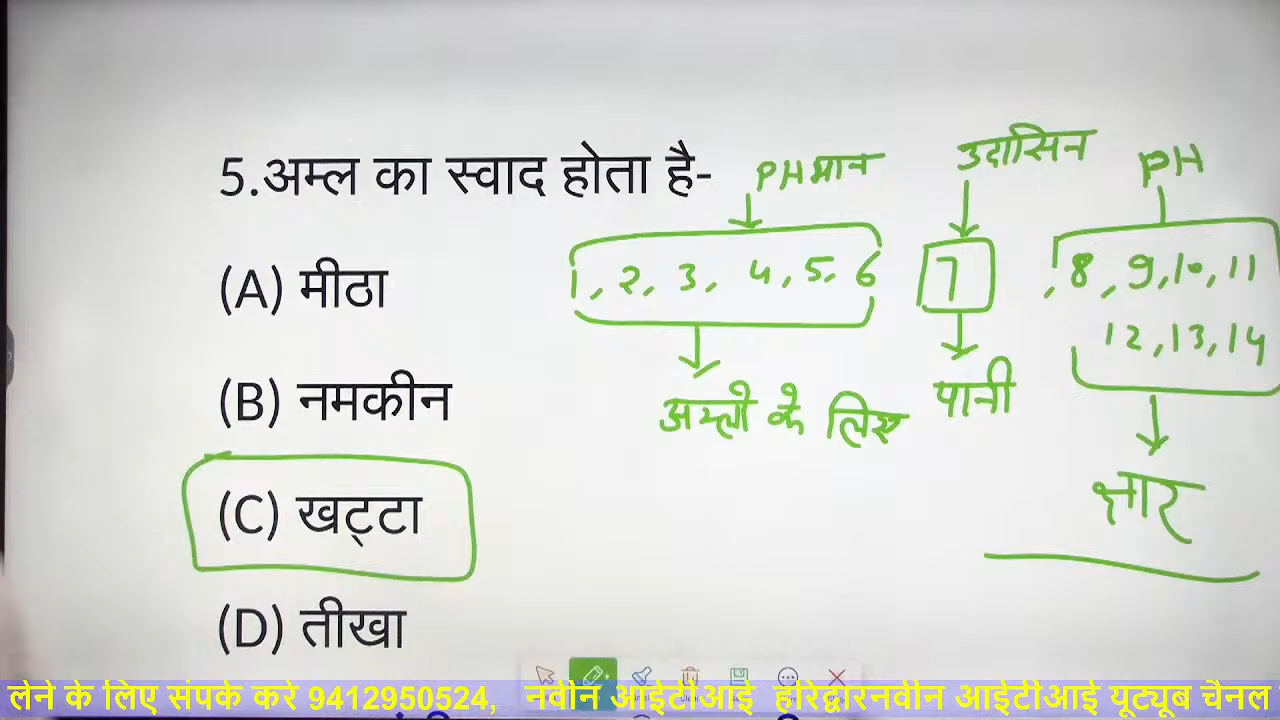 5.अम्ल का स्वाद होता है-
(A) मीठा
(B) नमकीन
(C) खट्टा
(D) तीखा
PH मान
1, 2, 3, 4, 5, 6
अम्लो के लिए
उदासिन
7
पानी
PH
, 8, 9, 10, 11
12, 13, 14
क्षार
लेने के लिए संपर्क करे 9412950524, नवीन आईटीआई हरिद्वारनवीन आईटीआई यूट्यूब चैनल